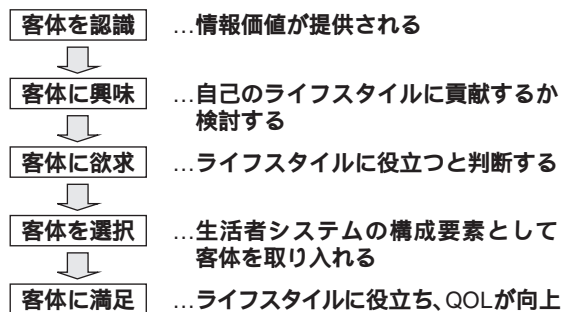 客体を認識 …情報価値が提供される
客体に興味 …自己のライフスタイルに貢献するか
検討する
客体に欲求 …ライフスタイルに役立つと判断する
客体を選択 …生活者システムの構成要素として
客体を取り入れる
客体に満足 …ライフスタイルに役立ち、QOLが向上